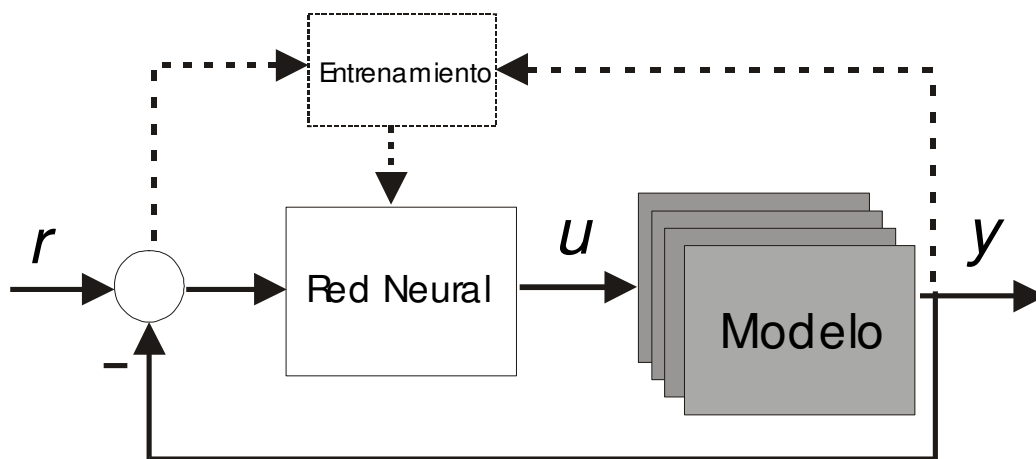 Entrenamiento
r
u
y
Red Neural
Modelo
–